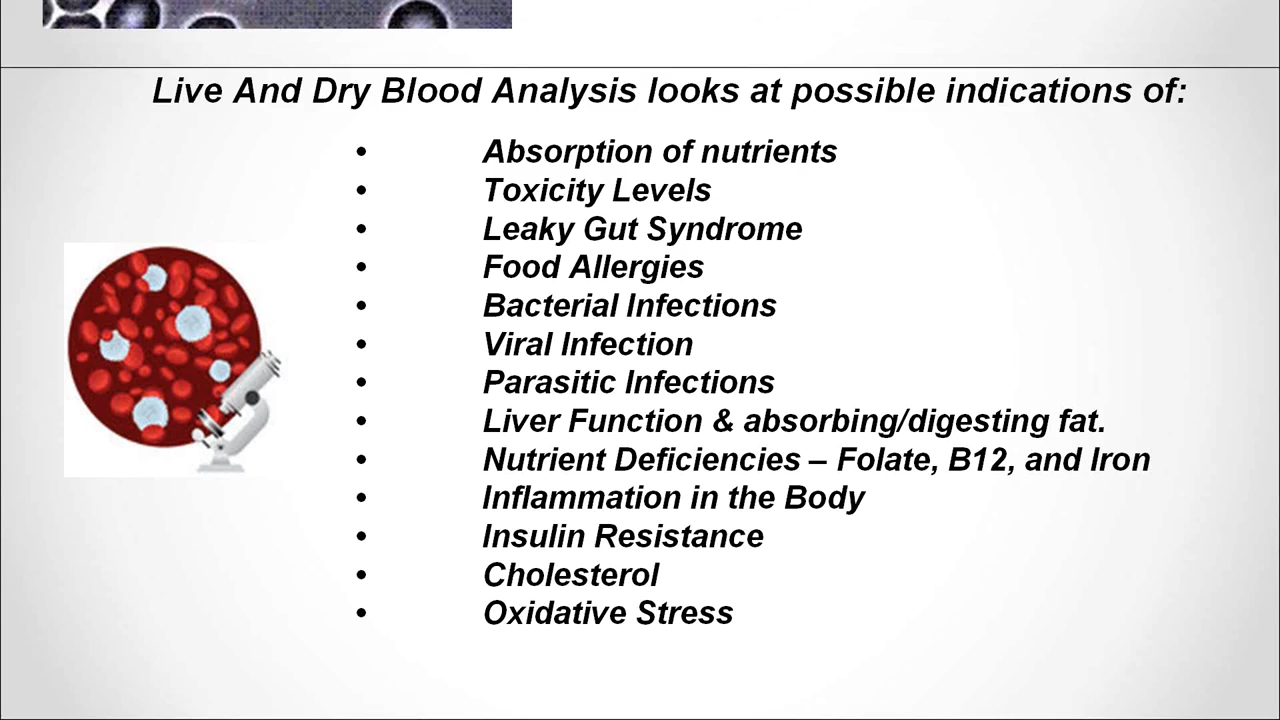 Live And Dry Blood Analysis looks at possible indications of:
• Absorption of nutrients
• Toxicity Levels
• Leaky Gut Syndrome
• Food Allergies
• Bacterial Infections
• Viral Infection
• Parasitic Infections
• Liver Function & absorbing/digesting fat.
• Nutrient Deficiencies – Folate, B12, and Iron
• Inflammation in the Body
• Insulin Resistance
• Cholesterol
• Oxidative Stress